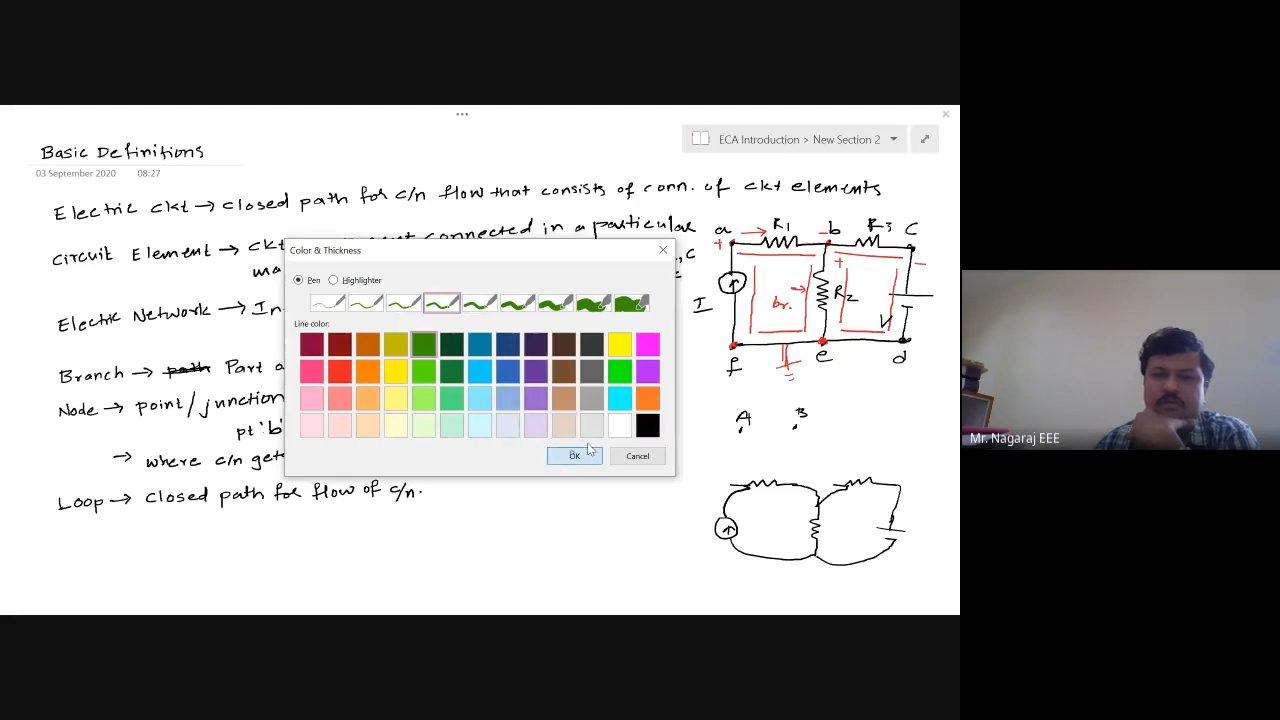 ECA Introduction > New Section 2
Basic Definitions
03 September 2020 08:27
Electric ckt → closed path for c/n flow that consists of conn. of ckt elements
Circuit Element → ckt connected in a particular
Color & Thickness
Pen Highlighter
Line color:
OK Cancel
Electric Network → In
Branch → path Part
Node → point/junction
pt 'b'
→ where c/n get
Loop → closed path for flow of c/n.
a R1 b R3 c
+ - + -
I br. R2 V
f e d
A B
Mr. Nagaraj EEE